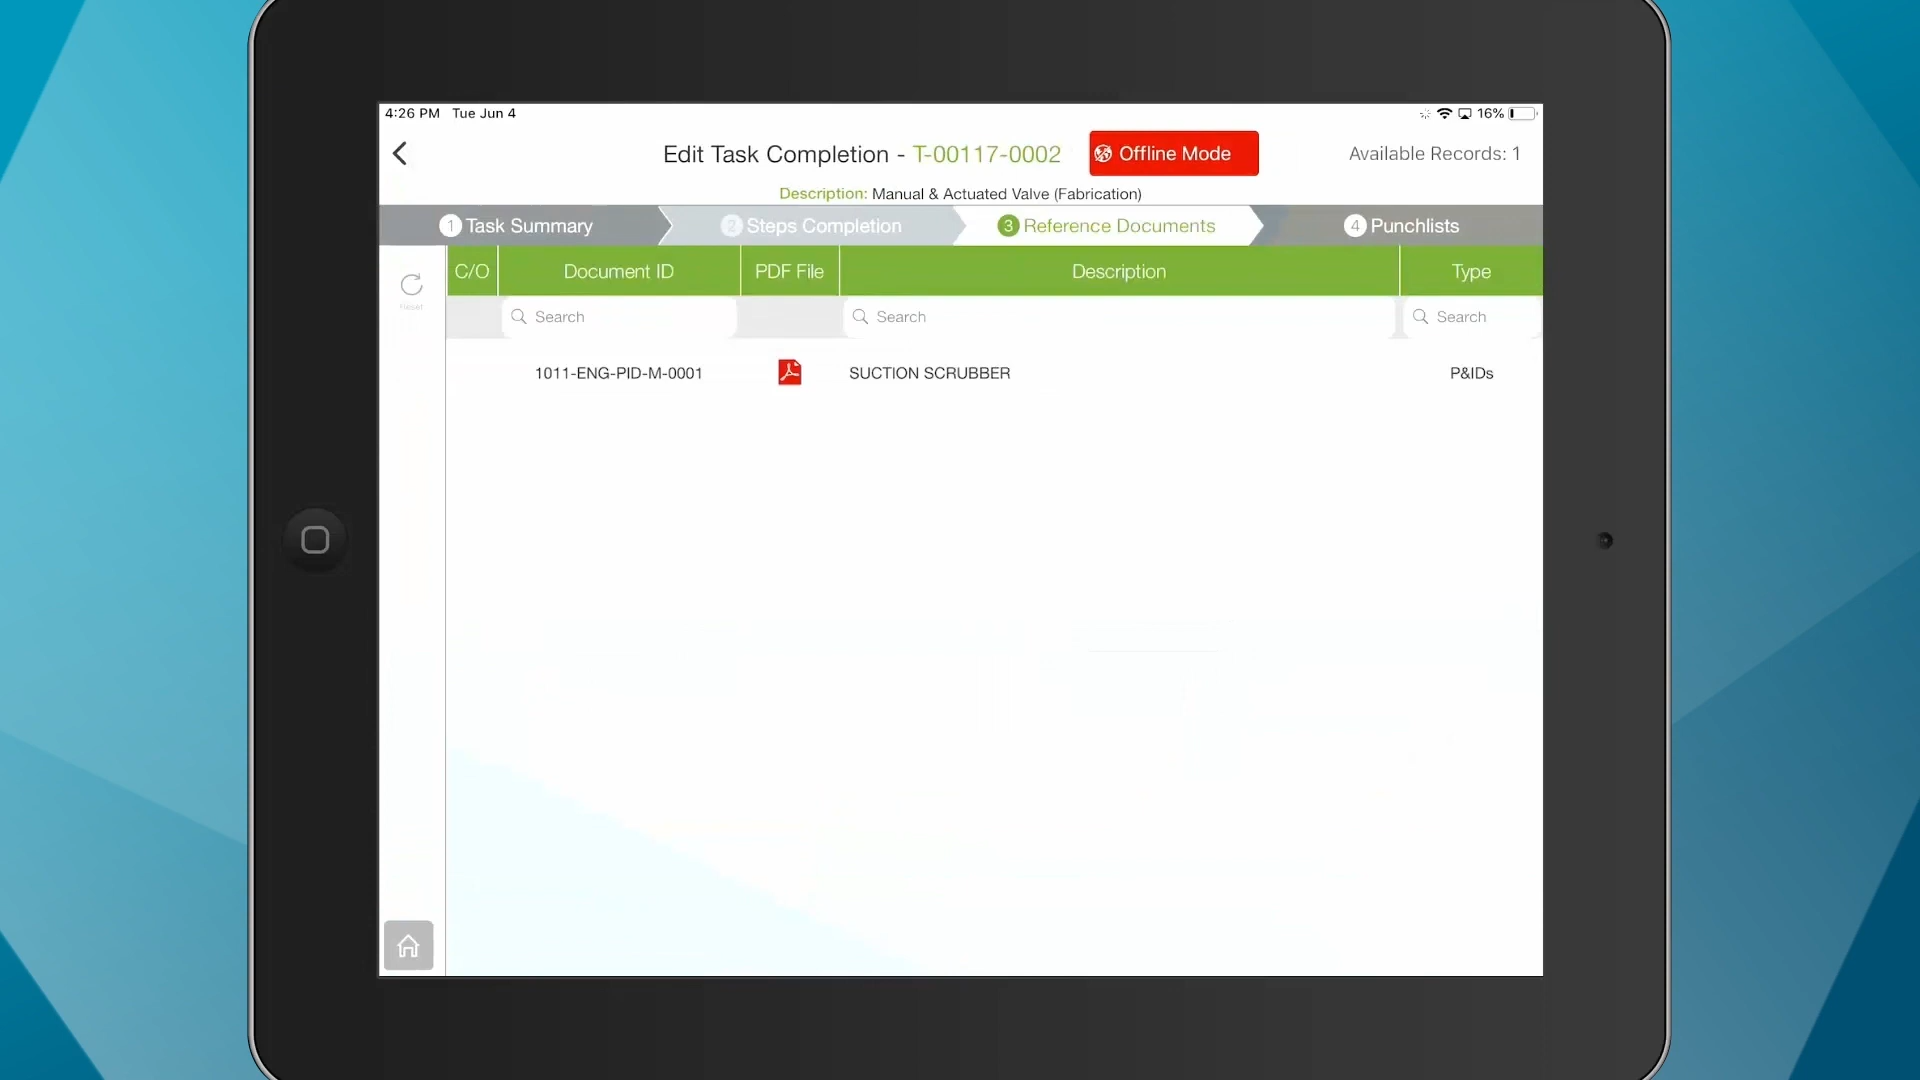 4:26 PM Tue Jun 4 16%
Edit Task Completion - T-00117-0002 Offline Mode Available Records: 1
Description: Manual & Actuated Valve (Fabrication)
1 Task Summary 2 Steps Completion 3 Reference Documents 4 Punchlists
C/O Document ID PDF File Description Type
Reset
Search Search Search
1011-ENG-PID-M-0001 SUCTION SCRUBBER P&IDs